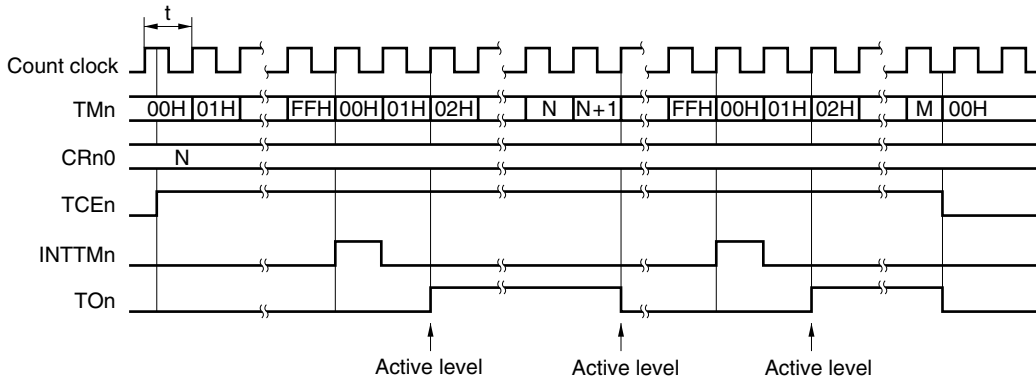 t
Count clock
TMn 00H 01H FFH 00H 01H 02H N N+1 FFH 00H 01H 02H M 00H
CRn0 N
TCEn
INTTMn
TOn
Active level Active level Active level